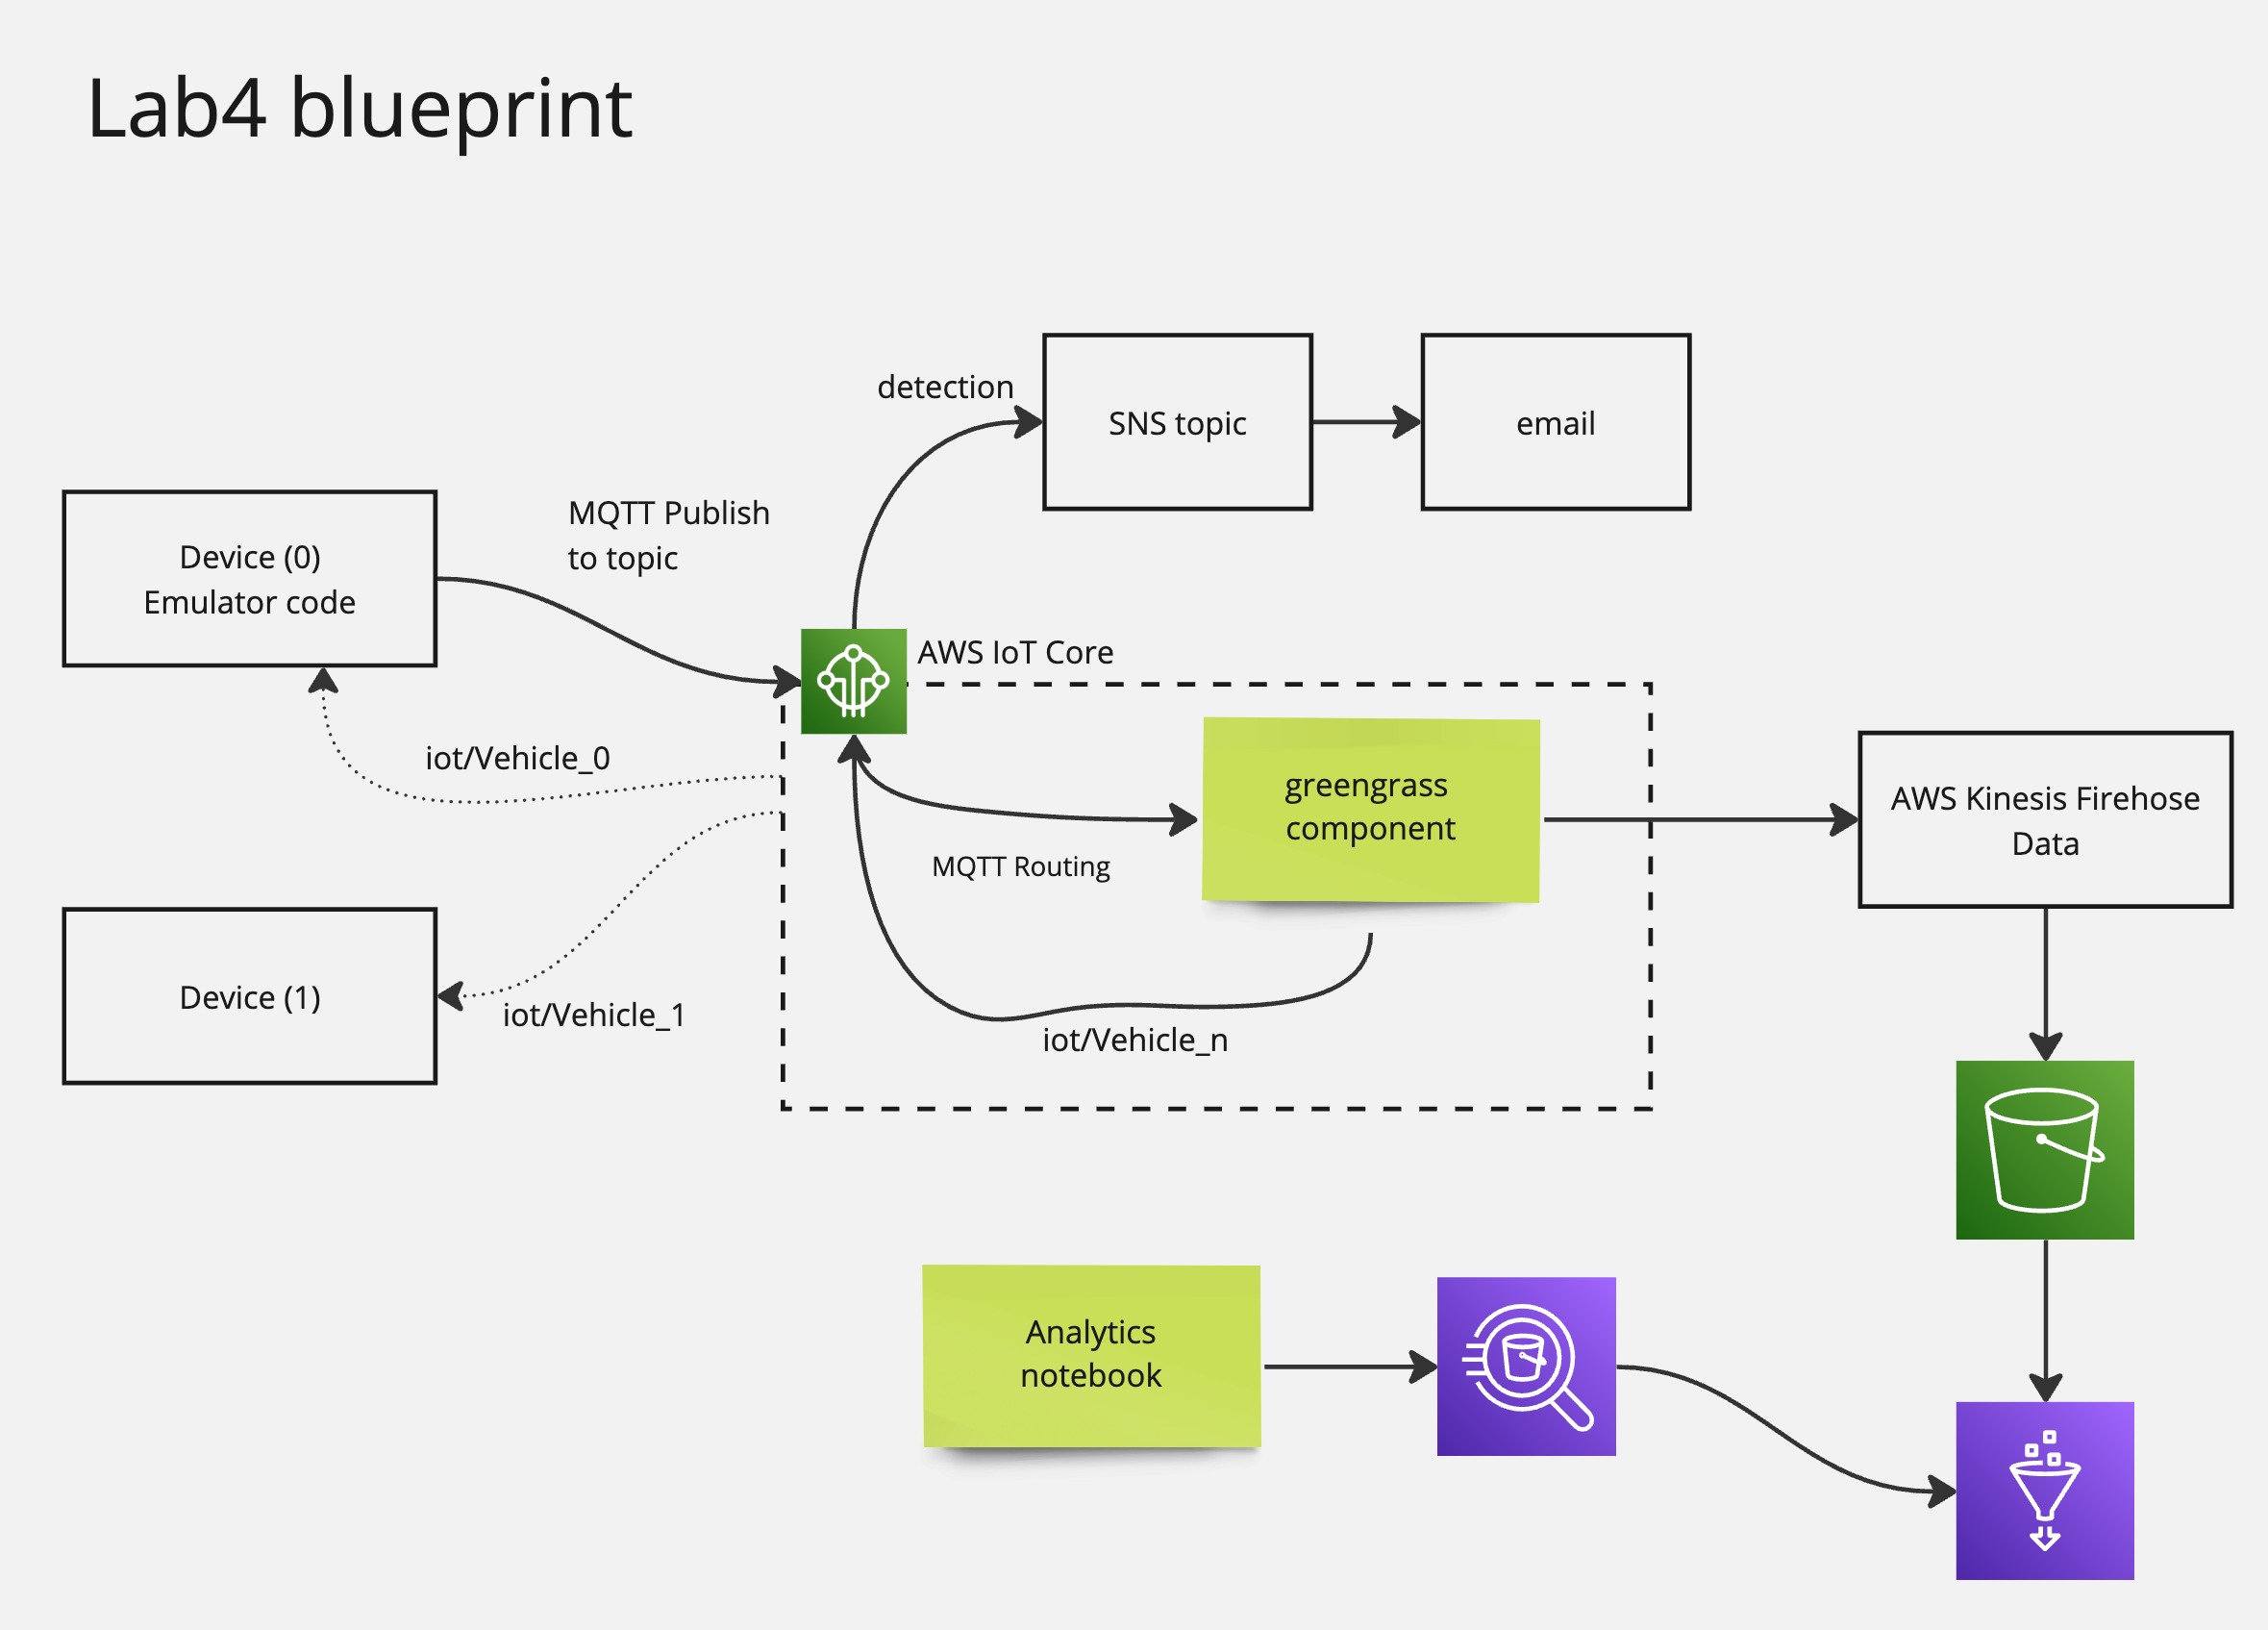 Lab4 blueprint
detection
SNS topic
email
MQTT Publish
to topic
Device (0)
Emulator code
AWS IoT Core
iot/Vehicle_0
greengrass
component
MQTT Routing
AWS Kinesis Firehose
Data
Device (1)
iot/Vehicle_1
iot/Vehicle_n
Analytics
notebook